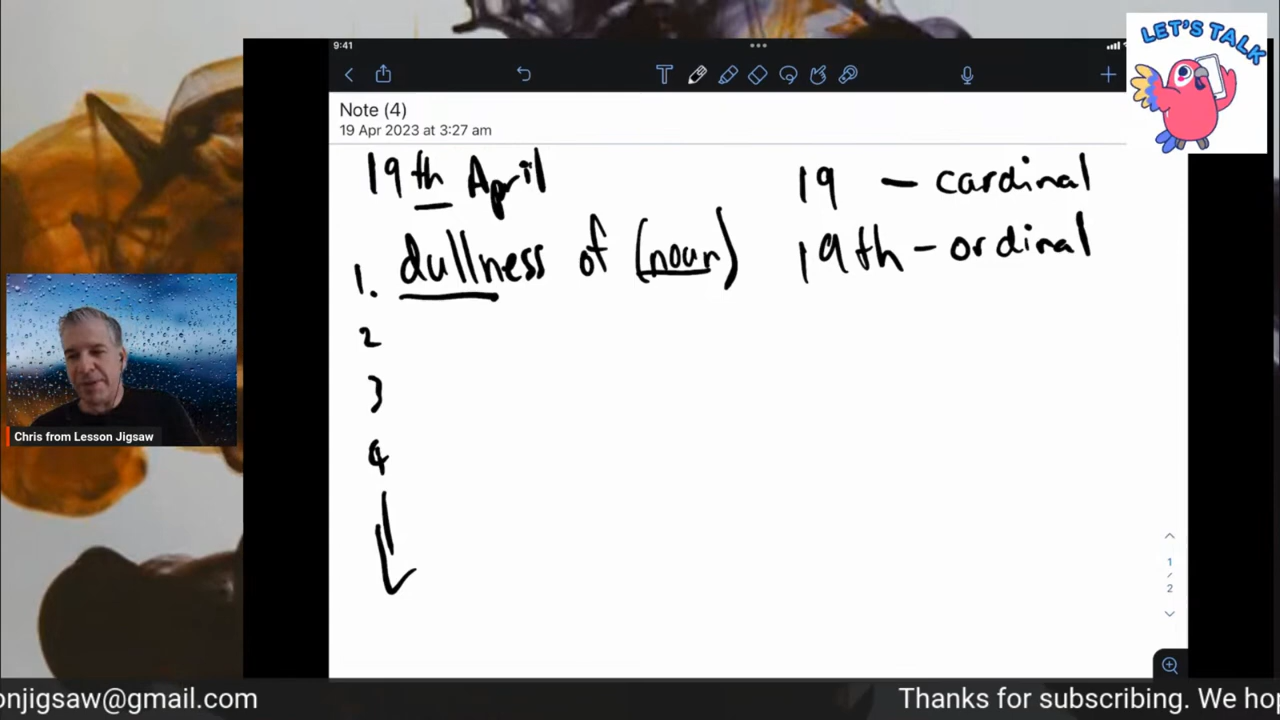 LET'S TALK
9:41
Note (4)
19 Apr 2023 at 3:27 am
19th April
19 - cardinal
1. dullness of (noun)
19th - ordinal
2
3
4
Chris from Lesson Jigsaw
1
/
2
onjigsaw@gmail.com
Thanks for subscribing. We hop